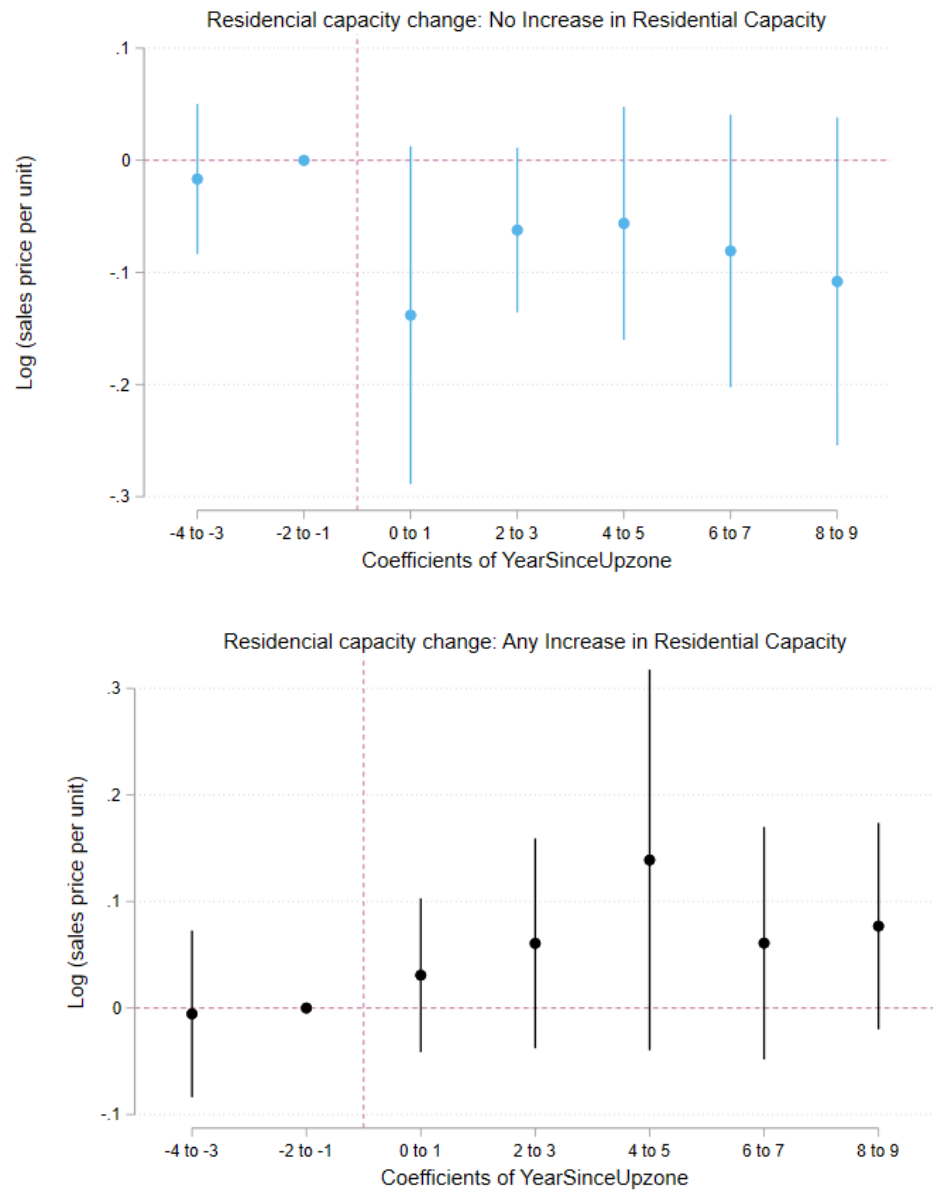 Residencial capacity change: No Increase in Residential Capacity
.1
0
-.1
-.2
-.3
Log (sales price per unit)
-4 to -3 -2 to -1 0 to 1 2 to 3 4 to 5 6 to 7 8 to 9
Coefficients of YearSinceUpzone
Residencial capacity change: Any Increase in Residential Capacity
.3
.2
.1
0
-.1
Log (sales price per unit)
-4 to -3 -2 to -1 0 to 1 2 to 3 4 to 5 6 to 7 8 to 9
Coefficients of YearSinceUpzone